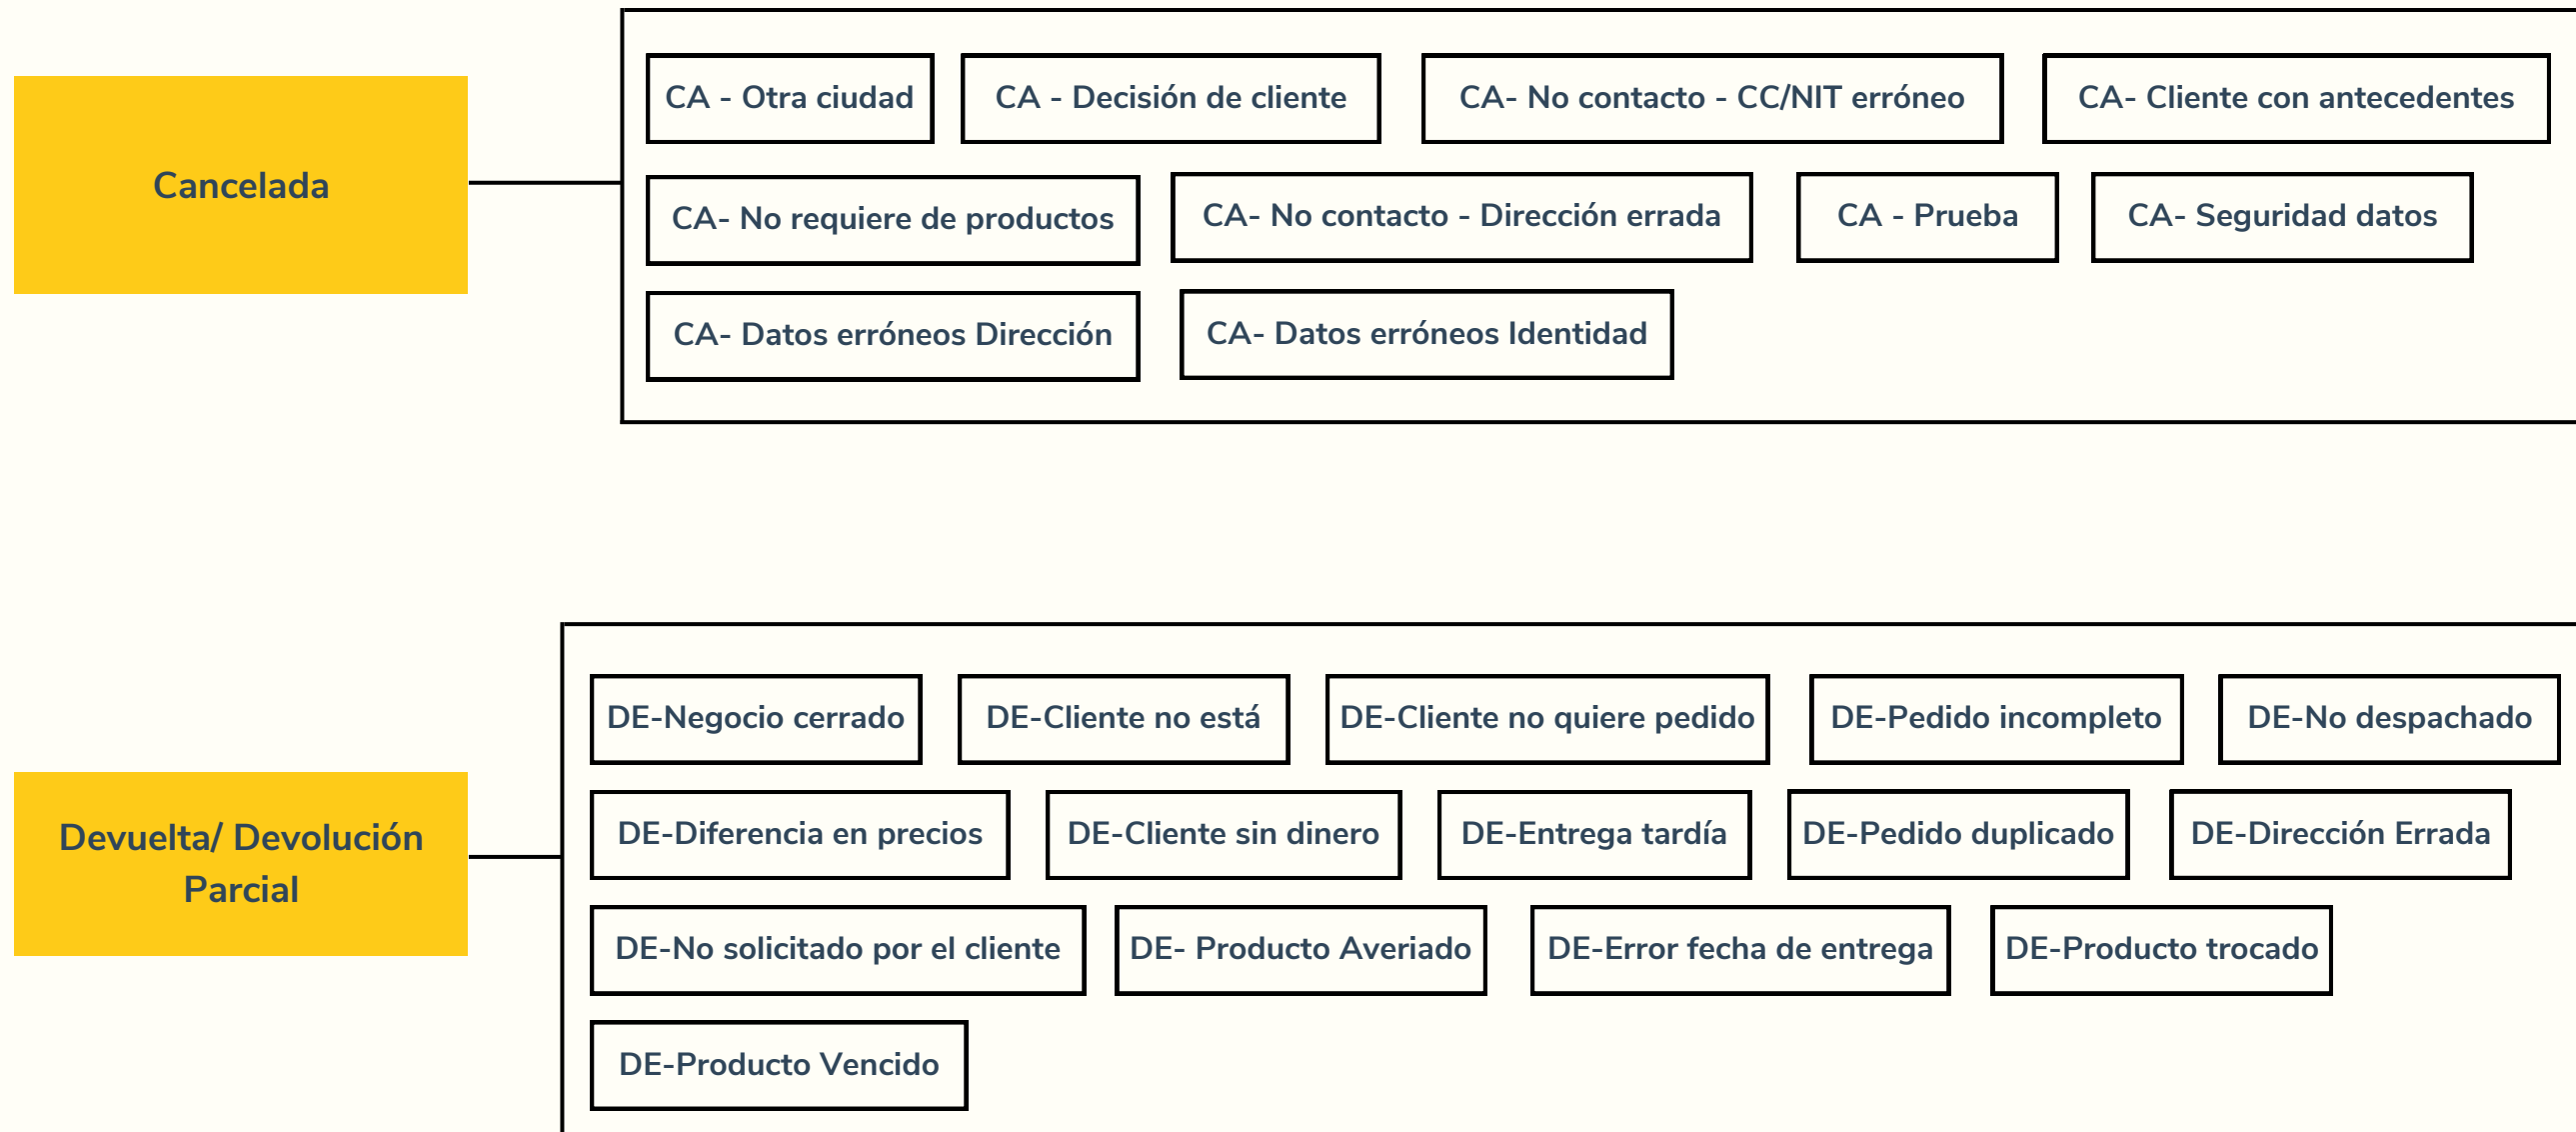 Cancelada
CA - Otra ciudad
CA - Decisión de cliente
CA- No contacto - CC/NIT erróneo
CA- Cliente con antecedentes
CA- No requiere de productos
CA- No contacto - Dirección errada
CA - Prueba
CA- Seguridad datos
CA- Datos erróneos Dirección
CA- Datos erróneos Identidad
Devuelta/ Devolución
Parcial
DE-Negocio cerrado
DE-Cliente no está
DE-Cliente no quiere pedido
DE-Pedido incompleto
DE-No despachado
DE-Diferencia en precios
DE-Cliente sin dinero
DE-Entrega tardía
DE-Pedido duplicado
DE-Dirección Errada
DE-No solicitado por el cliente
DE- Producto Averiado
DE-Error fecha de entrega
DE-Producto trocado
DE-Producto Vencido